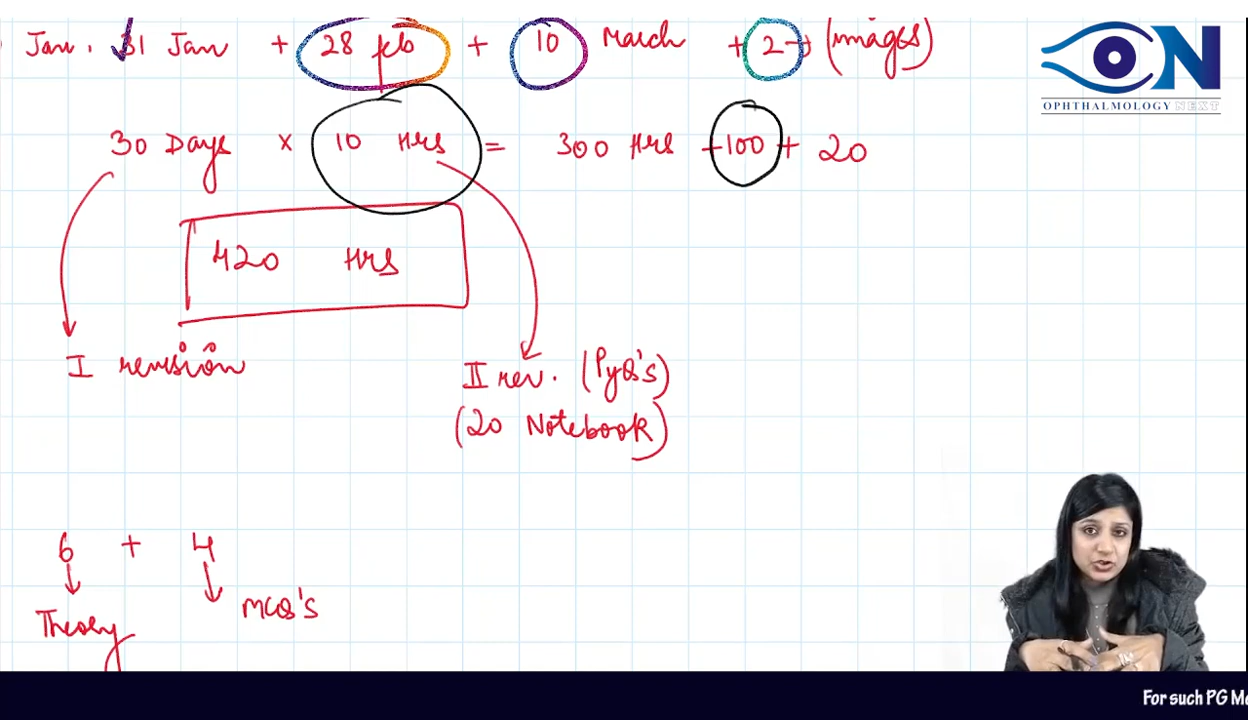 Jan. 31 Jan + 28 feb + 10 March + 2 → (images)
ON
OPHTHALMOLOGY NEXT
30 Days x 10 Hrs = 300 Hrs +100 + 20
420 Hrs
I revision
II rev. (PyQ's)
(20 Notebook)
6 + 4
Theory
MCQ's
For such PG Me